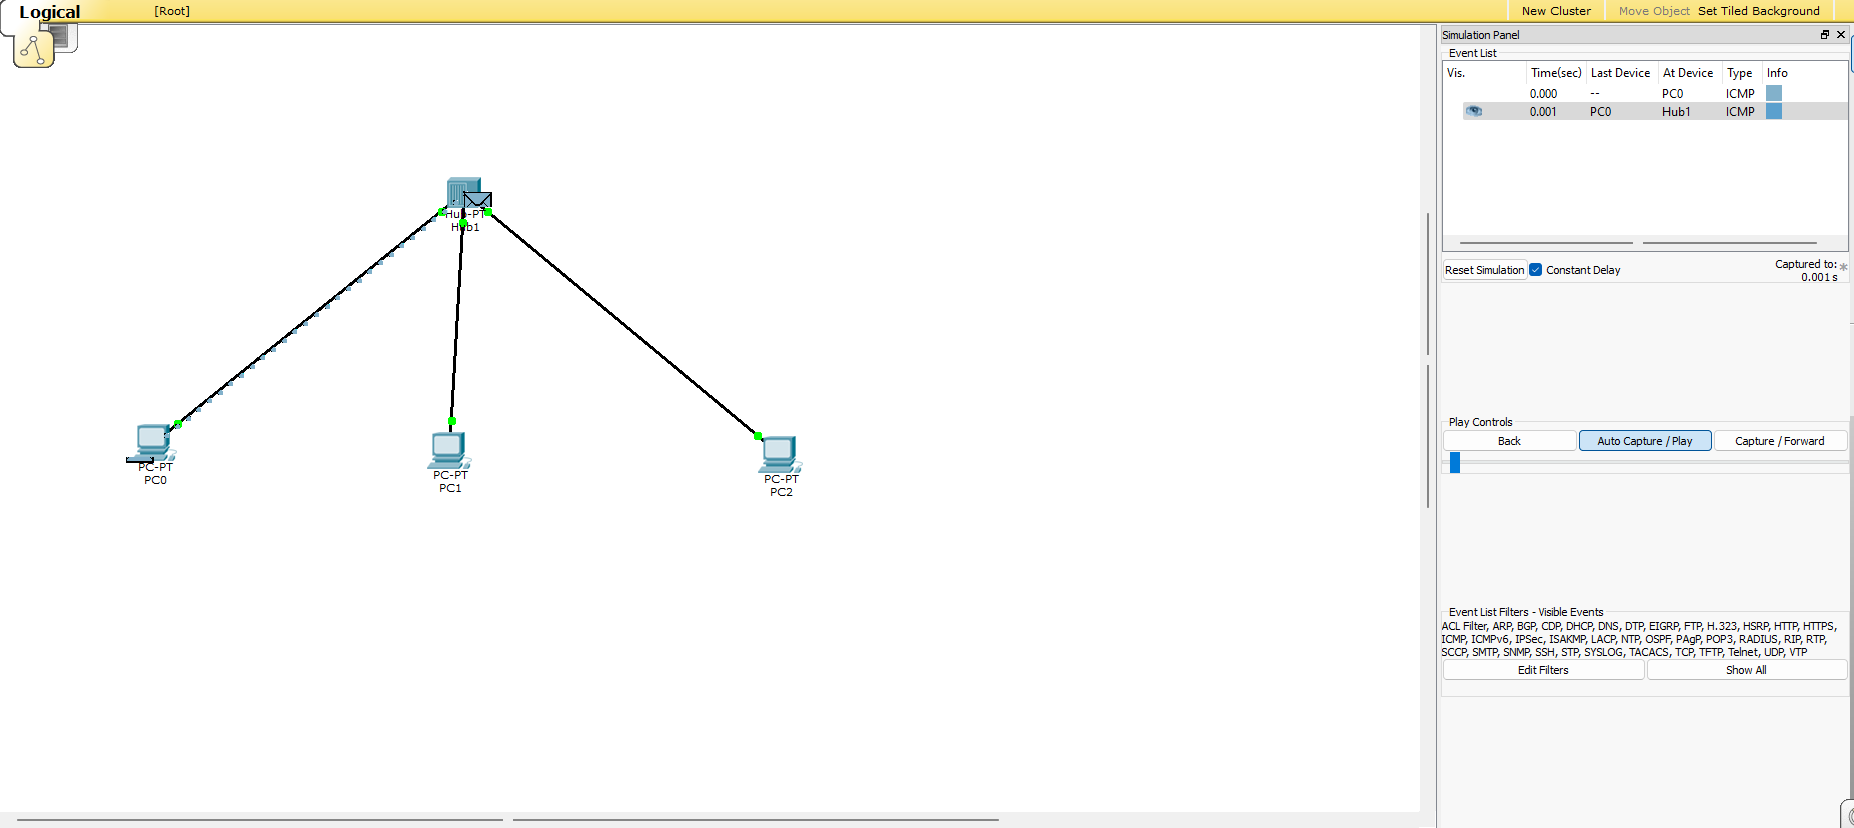 Logical [Root] New Cluster Move Object Set Tiled Background
Simulation Panel
Event List
Vis. Time(sec) Last Device At Device Type Info
0.000 -- PC0 ICMP
0.001 PC0 Hub1 ICMP
Hub-PT
Hub1
PC-PT
PC0
PC-PT
PC1
PC-PT
PC2
Reset Simulation Constant Delay Captured to: *
0.001 s
Play Controls
Back Auto Capture / Play Capture / Forward
Event List Filters - Visible Events
ACL Filter, ARP, BGP, CDP, DHCP, DNS, DTP, EIGRP, FTP, H.323, HSRP, HTTP, HTTPS,
ICMP, ICMPv6, IPSec, ISAKMP, LACP, NTP, OSPF, PAgP, POP3, RADIUS, RIP, RTP,
SCCP, SMTP, SNMP, SSH, STP, SYSLOG, TACACS, TCP, TFTP, Telnet, UDP, VTP
Edit Filters Show All